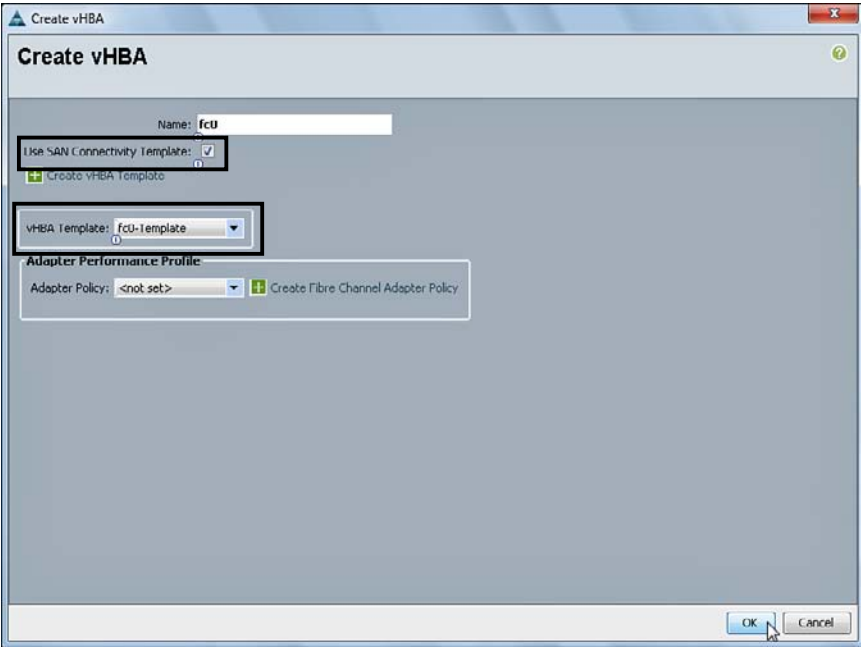 Create vHBA
Create vHBA
Name: fc0
Use SAN Connectivity Template:
Create vHBA Template
vHBA Template: fc0-Template
Adapter Performance Profile
Adapter Policy: <not set> Create Fibre Channel Adapter Policy
OK Cancel